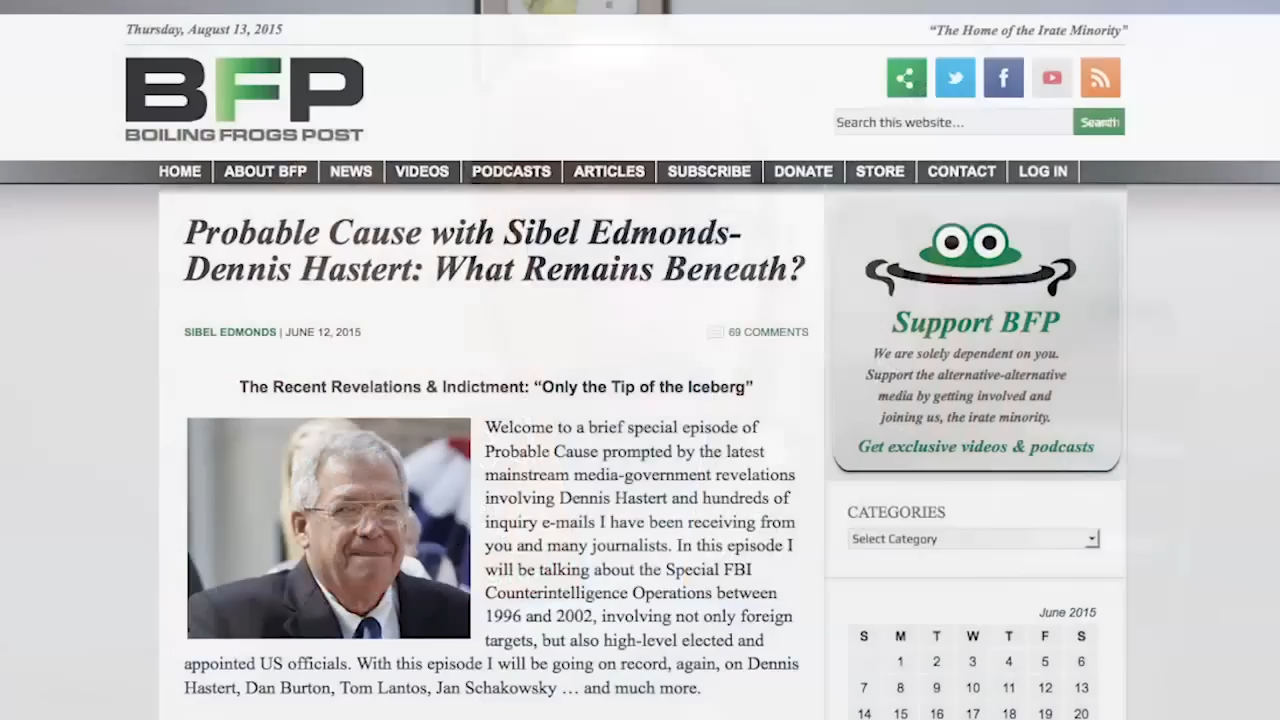 Thursday, August 13, 2015
“The Home of the Irate Minority”
BFP
BOILING FROGS POST
Search this website...
HOME
ABOUT BFP
NEWS
VIDEOS
PODCASTS
ARTICLES
SUBSCRIBE
DONATE
STORE
CONTACT
LOG IN
Probable Cause with Sibel Edmonds-
Dennis Hastert: What Remains Beneath?
SIBEL EDMONDS | JUNE 12, 2015
69 COMMENTS
The Recent Revelations & Indictment: “Only the Tip of the Iceberg”
Welcome to a brief special episode of
Probable Cause prompted by the latest
mainstream media-government revelations
involving Dennis Hastert and hundreds of
inquiry e-mails I have been receiving from
you and many journalists. In this episode I
will be talking about the Special FBI
Counterintelligence Operations between
1996 and 2002, involving not only foreign
targets, but also high-level elected and
appointed US officials. With this episode I will be going on record, again, on Dennis
Hastert, Dan Burton, Tom Lantos, Jan Schakowsky … and much more.
Support BFP
We are solely dependent on you.
Support the alternative-alternative
media by getting involved and
joining us, the irate minority.
Get exclusive videos & podcasts
CATEGORIES
Select Category
June 2015
S M T W T F S
1 2 3 4 5 6
7 8 9 10 11 12 13
14 15 16 17 18 19 20